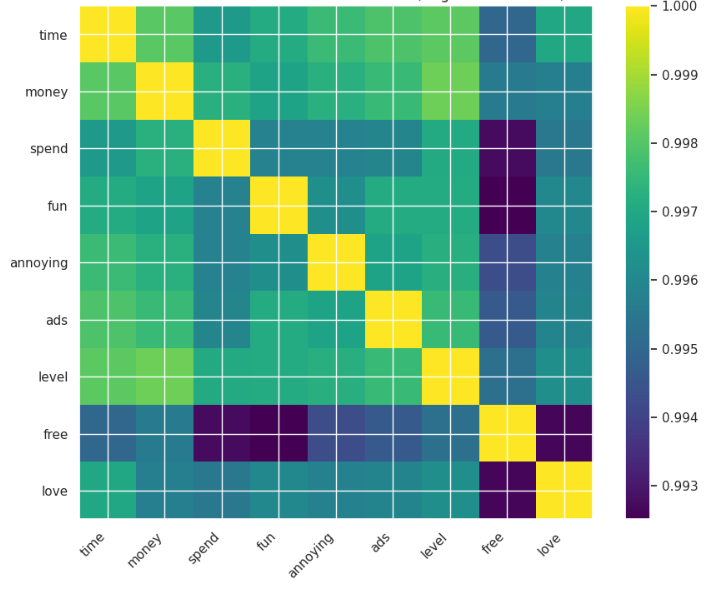 time
money
spend
fun
annoying
ads
level
free
love
time
money
spend
fun
annoying
ads
level
free
love
1.000
0.999
0.998
0.997
0.996
0.995
0.994
0.993